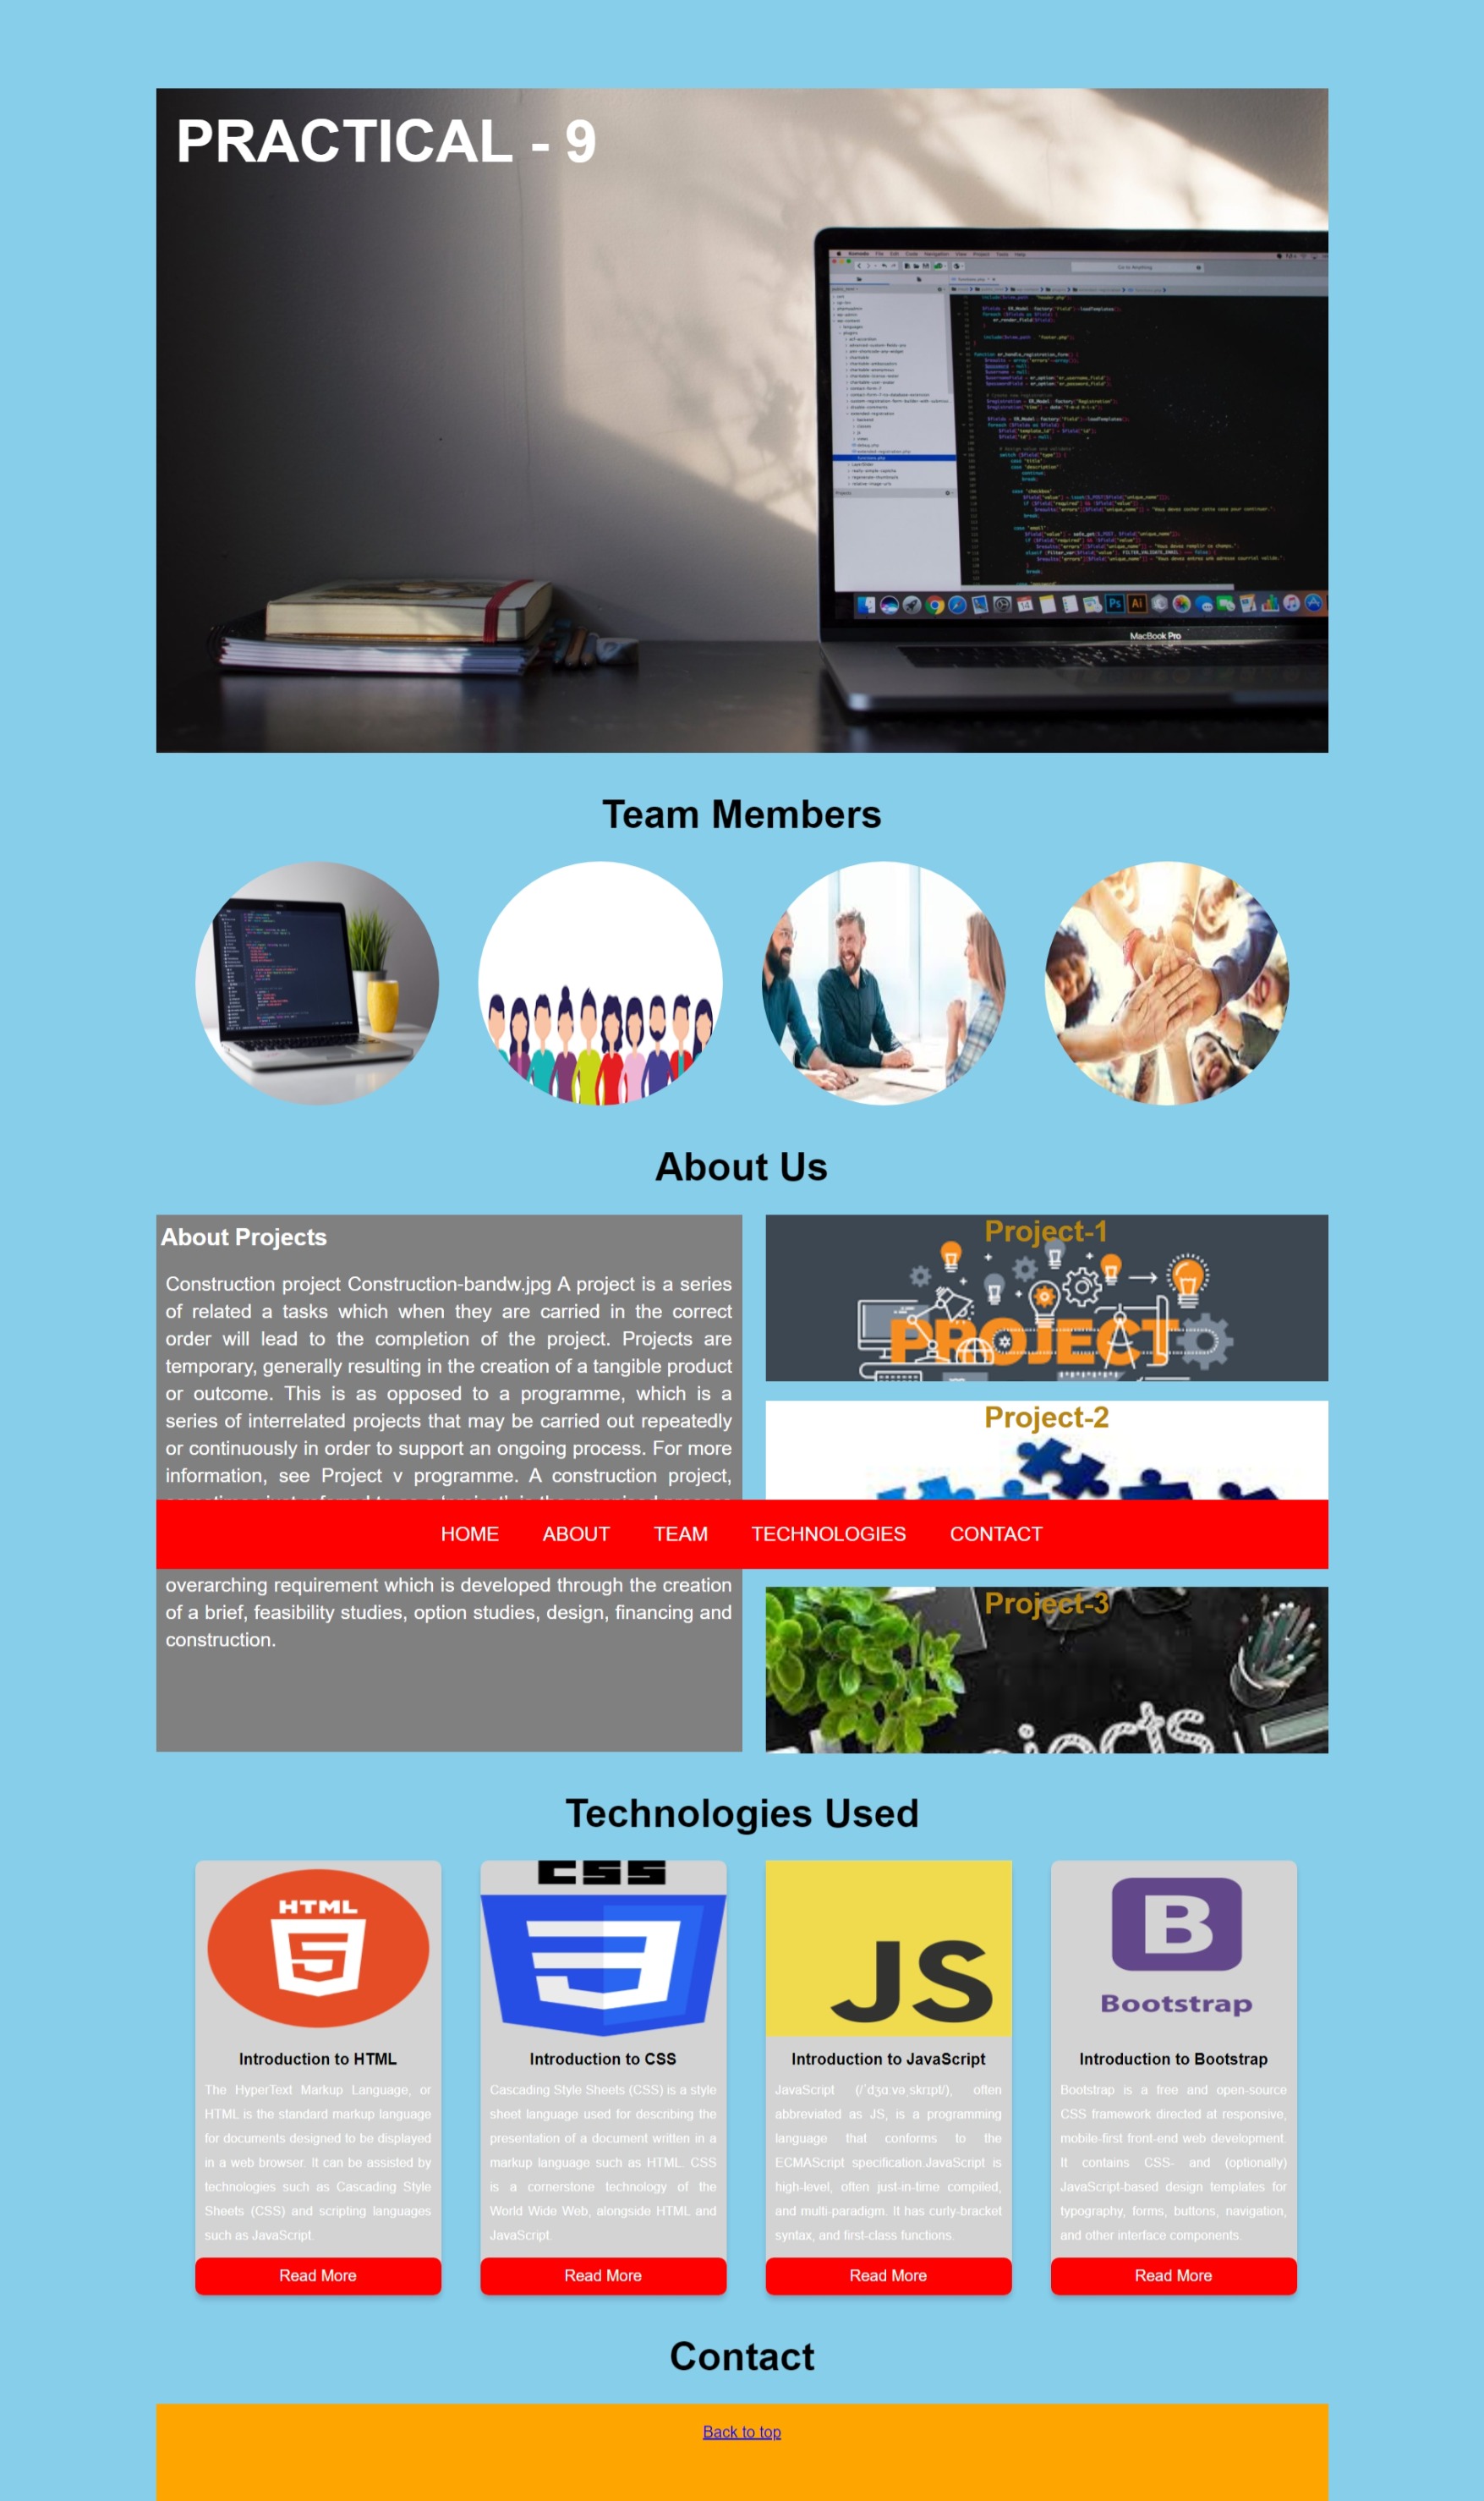 PRACTICAL - 9
MacBook Pro
Team Members
About Us
About Projects
Construction project Construction-bandw.jpg A project is a series
of related a tasks which when they are carried in the correct
order will lead to the completion of the project. Projects are
temporary, generally resulting in the creation of a tangible product
or outcome. This is as opposed to a programme, which is a
series of interrelated projects that may be carried out repeatedly
or continuously in order to support an ongoing process. For more
information, see Project v programme. A construction project,
Project-1
PROJECT
Project-2
HOME ABOUT TEAM TECHNOLOGIES CONTACT
overarching requirement which is developed through the creation
of a brief, feasibility studies, option studies, design, financing and
construction.
Project-3
Technologies Used
HTML
5
Introduction to HTML
The HyperText Markup Language, or
HTML is the standard markup language
for documents designed to be displayed
in a web browser. It can be assisted by
technologies such as Cascading Style
Sheets (CSS) and scripting languages
such as JavaScript.
Read More
CSS
3
Introduction to CSS
Cascading Style Sheets (CSS) is a style
sheet language used for describing the
presentation of a document written in a
markup language such as HTML. CSS
is a cornerstone technology of the
World Wide Web, alongside HTML and
JavaScript.
Read More
JS
Introduction to JavaScript
JavaScript (/ˈdʒɑːvəˌskrɪpt/), often
abbreviated as JS, is a programming
language that conforms to the
ECMAScript specification.JavaScript is
high-level, often just-in-time compiled,
and multi-paradigm. It has curly-bracket
syntax, and first-class functions.
Read More
B
Bootstrap
Introduction to Bootstrap
Bootstrap is a free and open-source
CSS framework directed at responsive,
mobile-first front-end web development.
It contains CSS- and (optionally)
JavaScript-based design templates for
typography, forms, buttons, navigation,
and other interface components.
Read More
Contact
Back to top